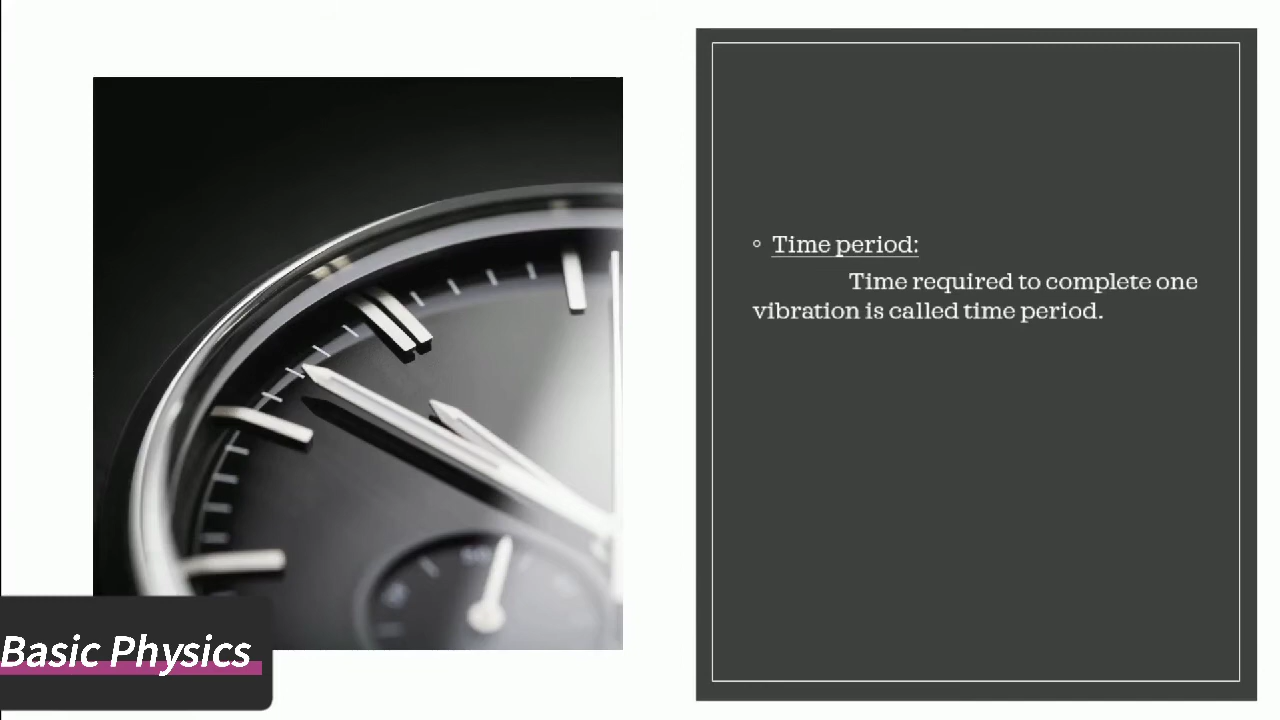 Time period:
Time required to complete one
vibration is called time period.
Basic Physics